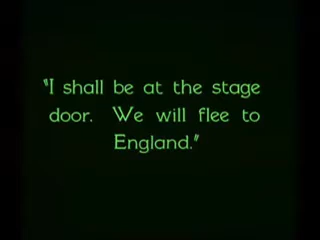 "I shall be at the stage
door. We will flee to
England."